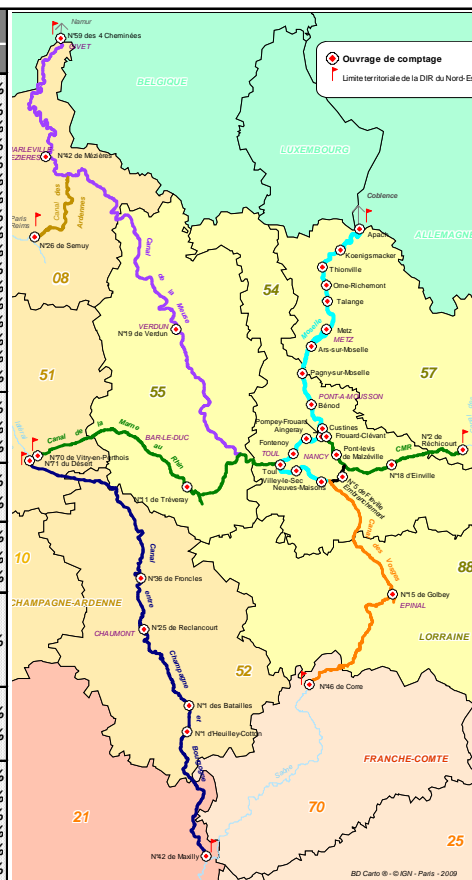 Namur
N°59 des 4 Cheminées
GIVET
BELGIQUE
Ouvrage de comptage
Limite territoriale de la DIR du Nord-Es
LUXEMBOURG
N°42 de Mézières
Canal des
Ardennes
Paris
Reims
N°26 de Semuy
08
Coblence
Apach
ALLEMAGNE
Koenigsmacker
Thionville
Orne-Richemont
Talange
Moselle
Metz
METZ
Ars-sur-Moselle
Pagny-sur-Moselle
54
57
Canal
de
la
Meuse
VERDUN
N°19 de Verdun
55
51
PONT-A-MOUSSON
Bénod
Custines
Pompey-Frouard
Aingeray
Frouard-Clévant
Fontenoy
TOUL
NANCY
Pont-levis
de Malzéville
CMR
N°2 de
Réchicourt
N°18 d'Einville
Toul
Villey-le-Sec
Neuves-Maisons
N°5 de Fléville
Embranchement
Canal
de
la
Marne
au
Rhin
BAR-LE-DUC
N°70 de Vitry-en-Perthois
N°71 du Désert
N°11 de Tréveray
10
CHAMPAGNE-ARDENNE
N°36 de Froncles
Canal
entre
Champagne
et
Bourgogne
N°25 de Reclancourt
CHAUMONT
52
N°1 des Batailles
N°1 d'Heuilley-Cotton
Canal
des
Vosges
88
N°15 de Golbey
EPINAL
LORRAINE
N°46 de Corre
FRANCHE-COMTE
Saône
70
21
25
N°42 de Maxilly
BD Carto ® - © IGN - Paris - 2009